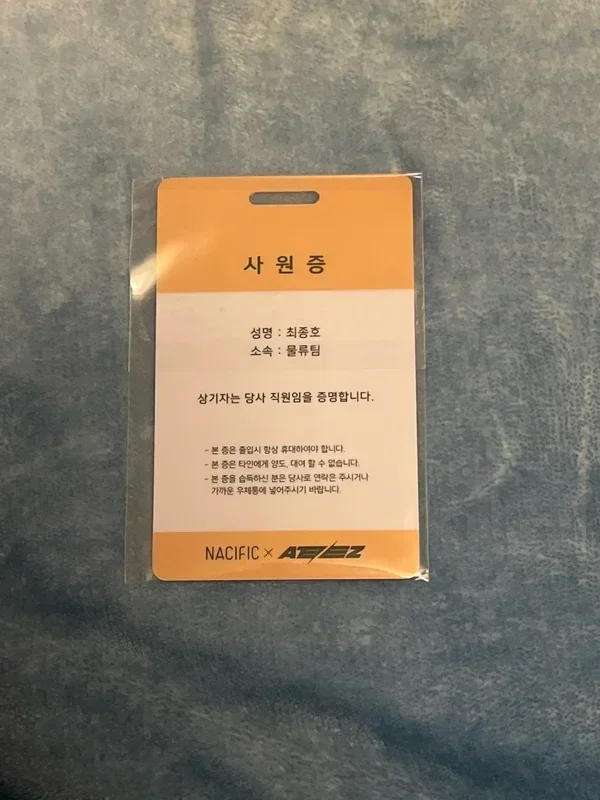 사 원 증
성명 : 최종호
소속 : 물류팀
상기자는 당사 직원임을 증명합니다.
- 본 증은 출입시 항상 휴대하여야 합니다.
- 본 증은 타인에게 양도, 대여 할 수 없습니다.
- 본 증을 습득하신 분은 당사로 연락은 주시거나
가까운 우체통에 넣어주시기 바랍니다.
NACIFIC × ATEEZ